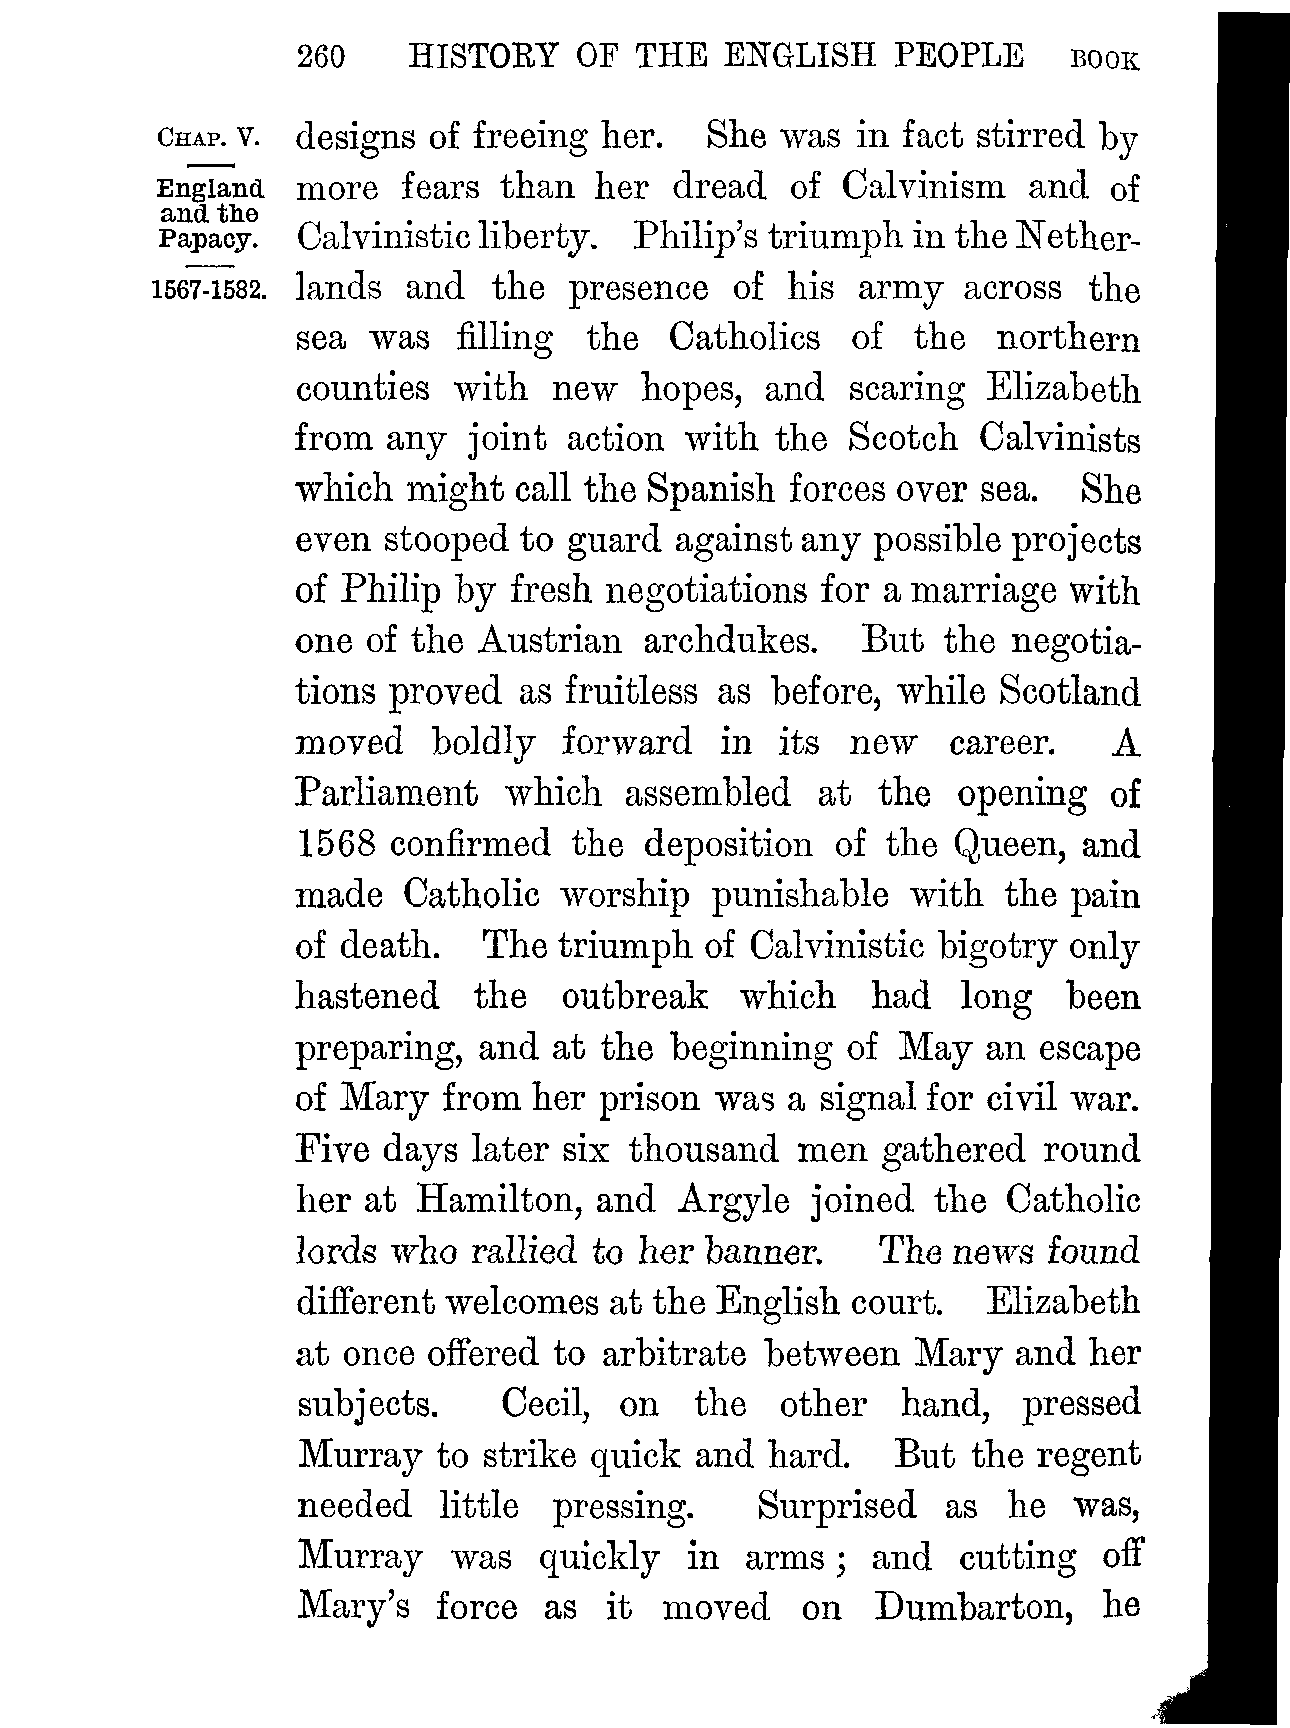 260 HISTORY OF THE ENGLISH PEOPLE BOOK
CHAP. V.
England
and the
Papacy.
1567-1582.
designs of freeing her. She was in fact stirred by
more fears than her dread of Calvinism and of
Calvinistic liberty. Philip's triumph in the Nether-
lands and the presence of his army across the
sea was filling the Catholics of the northern
counties with new hopes, and scaring Elizabeth
from any joint action with the Scotch Calvinists
which might call the Spanish forces over sea. She
even stooped to guard against any possible projects
of Philip by fresh negotiations for a marriage with
one of the Austrian archdukes. But the negotia-
tions proved as fruitless as before, while Scotland
moved boldly forward in its new career. A
Parliament which assembled at the opening of
1568 confirmed the deposition of the Queen, and
made Catholic worship punishable with the pain
of death. The triumph of Calvinistic bigotry only
hastened the outbreak which had long been
preparing, and at the beginning of May an escape
of Mary from her prison was a signal for civil war.
Five days later six thousand men gathered round
her at Hamilton, and Argyle joined the Catholic
lords who rallied to her banner. The news found
different welcomes at the English court. Elizabeth
at once offered to arbitrate between Mary and her
subjects. Cecil, on the other hand, pressed
Murray to strike quick and hard. But the regent
needed little pressing. Surprised as he was,
Murray was quickly in arms ; and cutting off
Mary's force as it moved on Dumbarton, he